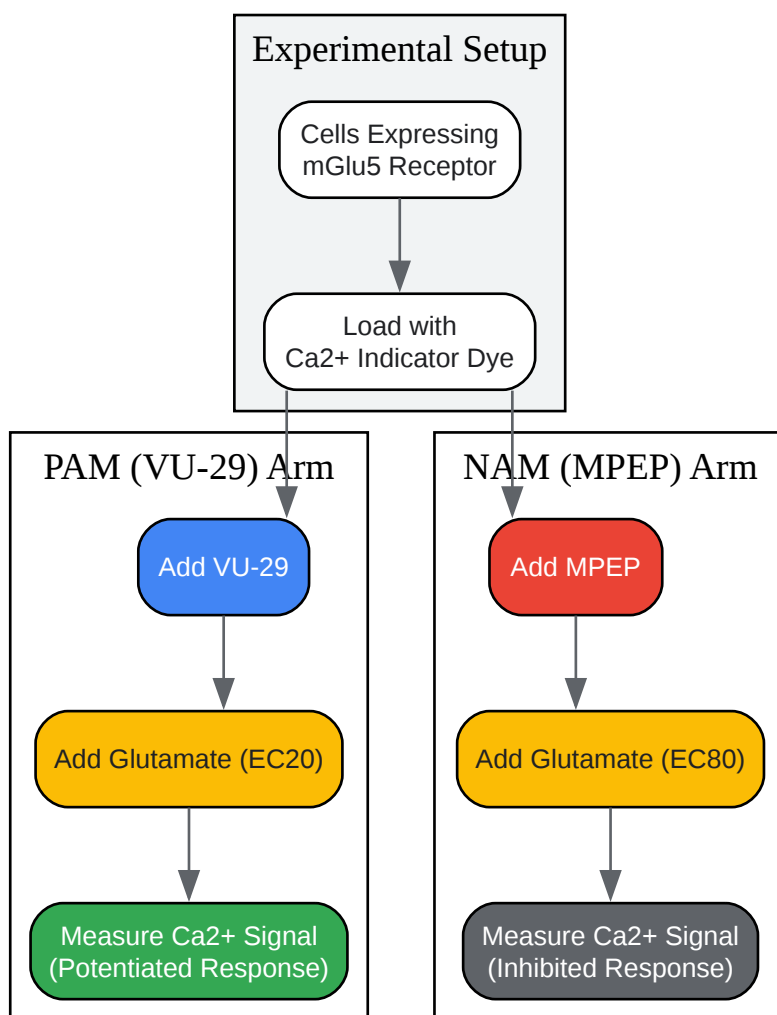 Experimental Setup
Cells Expressing
mGlu5 Receptor
Load with
Ca2+ Indicator Dye
PAM (VU-29) Arm
Add VU-29
Add Glutamate (EC20)
Measure Ca2+ Signal
(Potentiated Response)
NAM (MPEP) Arm
Add MPEP
Add Glutamate (EC80)
Measure Ca2+ Signal
(Inhibited Response)